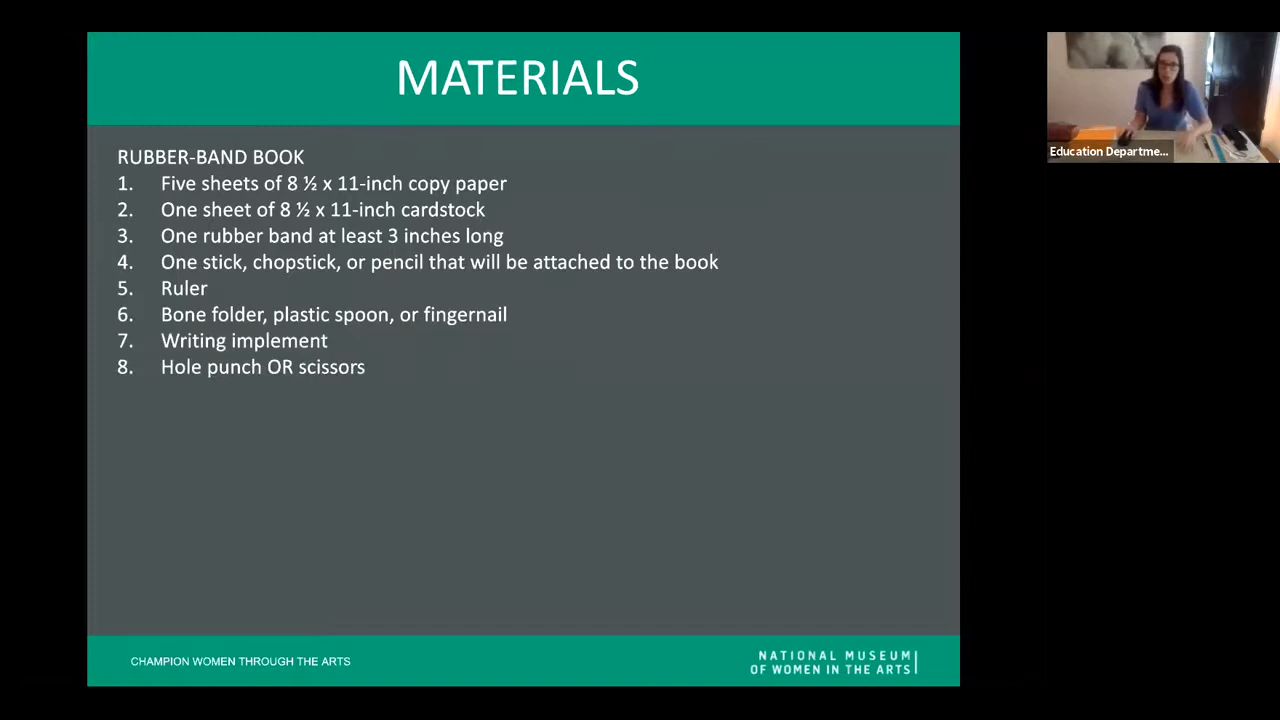 MATERIALS
RUBBER-BAND BOOK
1. Five sheets of 8 ½ x 11-inch copy paper
2. One sheet of 8 ½ x 11-inch cardstock
3. One rubber band at least 3 inches long
4. One stick, chopstick, or pencil that will be attached to the book
5. Ruler
6. Bone folder, plastic spoon, or fingernail
7. Writing implement
8. Hole punch OR scissors
Education Departme...
CHAMPION WOMEN THROUGH THE ARTS
NATIONAL MUSEUM
OF WOMEN IN THE ARTS